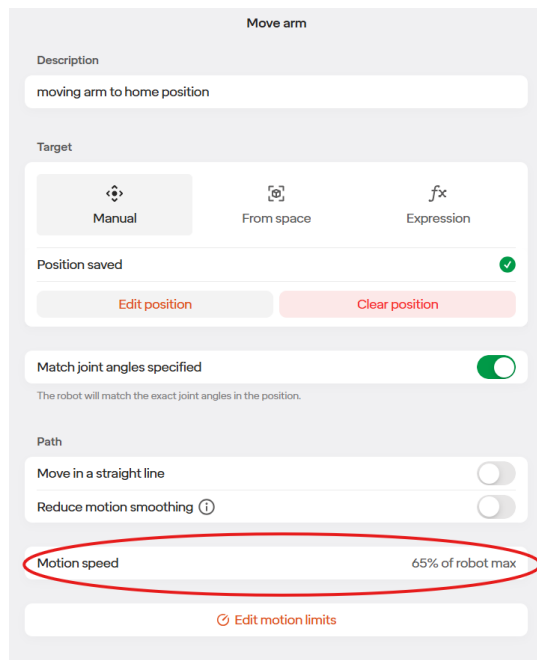 Move arm
Description
moving arm to home position
Target
Manual
From space
Expression
Position saved
Edit position
Clear position
Match joint angles specified
The robot will match the exact joint angles in the position.
Path
Move in a straight line
Reduce motion smoothing
Motion speed
65% of robot max
Edit motion limits